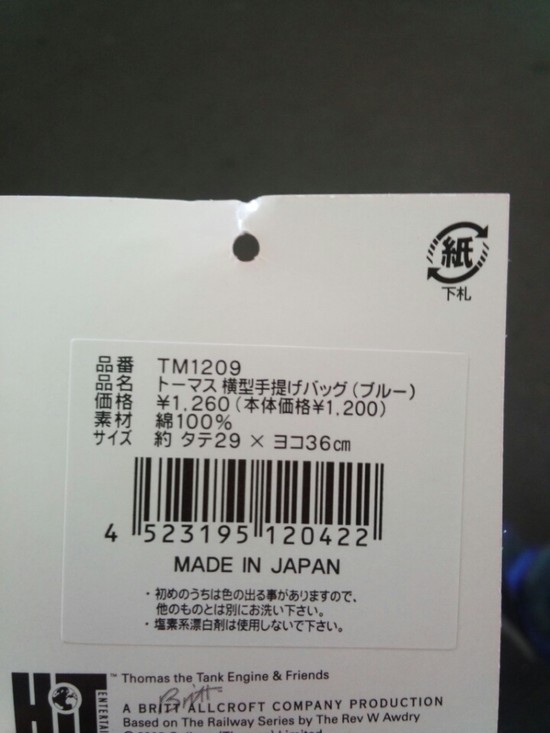 紙
下札
品番 TM1209
品名 トーマス 横型手提げバッグ(ブルー)
価格 ¥1,260(本体価格¥1,200)
素材 綿100%
サイズ 約 タテ29 × ヨコ36cm
4 523195 120422
MADE IN JAPAN
・初めのうちは色の出る事がありますので、
他のものとは別にお洗い下さい。
・塩素系漂白剤は使用しないで下さい。
HiT
ENTERTAI
™ Thomas the Tank Engine & Friends
Britt
A BRITT ALLCROFT COMPANY PRODUCTION
Based on The Railway Series by The Rev W Awdry